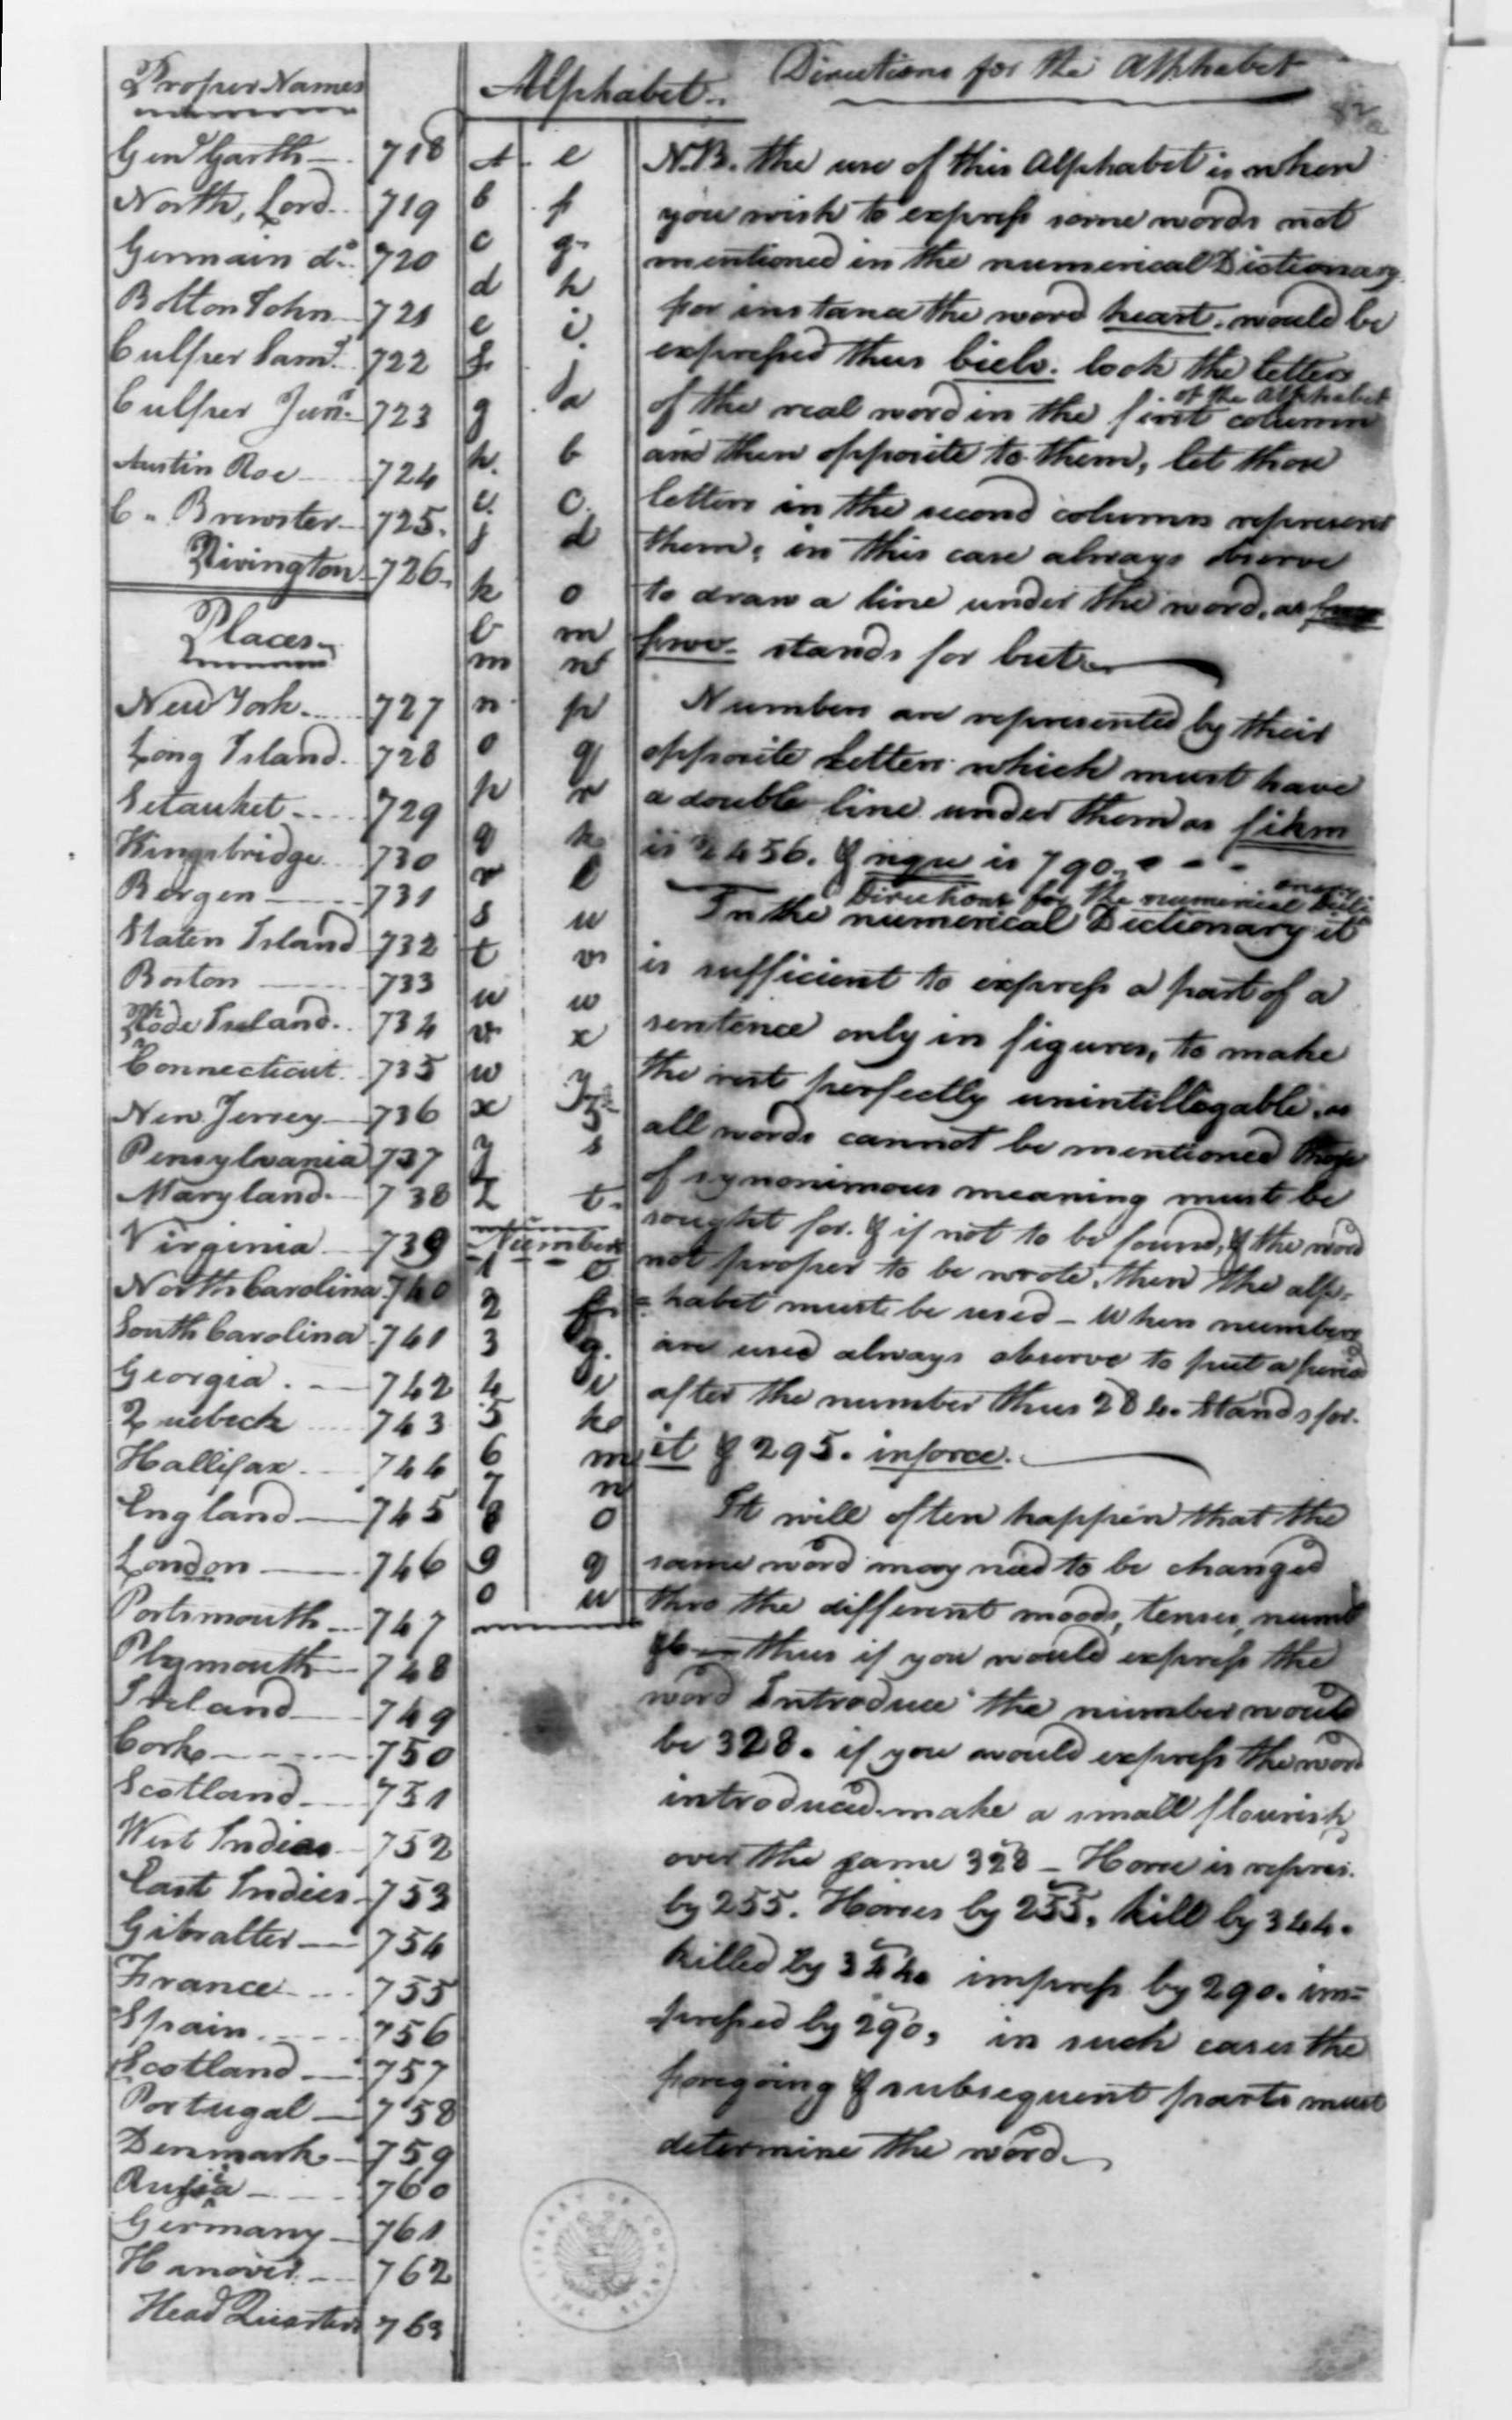 Proper Names
Genl Garth 718
North, Lord 719
Germain do 720
Bolton John 721
Culper Saml. 722
Culper Junr. 723
Austin Roe 724
C. Brewster 725.
Rivington 726.
Places
New York 727
Long Island 728
Setauket 729
Kingsbridge 730
Bergen 731
Staten Island 732
Boston 733
Rhode Island 734
Connecticut 735
New Jersey 736
Pensylvania 737
Maryland 738
Virginia 739
North Carolina 740
South Carolina 741
Georgia 742
Quebeck 743
Hallifax 744
England 745
London 746
Portsmouth 747
Plymouth 748
Ireland 749
Corke 750
Scotland 751
West Indies 752
East Indies 753
Gibralter 754
France 755
Spain 756
Scotland 757
Portugal 758
Denmark 759
Russia 760
Germany 761
Hanover 762
Head Quarters 763
Alphabet
A e
b f
c g
d h
e i
f j
g a
h b
i c
j d
k o
l m
m n
n p
o q
p r
q k
r l
s u
t v
u w
v x
w y
x z
y s
Z t
Numbers
1 e
2 f
3 g
4 i
5 k
6 m
7 n
8 o
9 q
0 u
Directions for the Alphabet
N.B. the use of this Alphabet is when
you wish to express some words not
mentioned in the numerical Dictionary
for instance the word heart. would be
expressed thus bielv. look the letters
of the real word in the first column of the alphabet
and then opposite to them, let those
letters in the second column represent
them; in this case always observe
to draw a line under the word, as
fwv- stands for but
Numbers are represented by their
opposite letters which must have
a double line under them as fikm
is 2456. & nqu is 790.
Directions for the numerical
In the numerical Dictionary it
is sufficient to express a part of a
sentence only in figures, to make
the rest perfectly unintillegable, as
all words cannot be mentioned those
of synonimous meaning must be
sought for. & if not to be found, & the word
not proper to be wrote, then the alp=
habet must be used - When numbers
are used always observe to put a period
after the number thus 284. stands for
it & 295. inforce.
It will often happen that the
same word may need to be changed
thro the different moods, tenses, numb
&c thus if you would express the
word Introduce the number would
be 328. if you would express the word
introduced make a small flourish
over the same 328 - Horse is repres.
by 255. Horses by 255, kill by 344.
killed by 344. impress by 290. im=
pressed by 290, in such cases the
foregoing & subsequent parts must
determine the word
THE LIBRARY OF CONGRESS